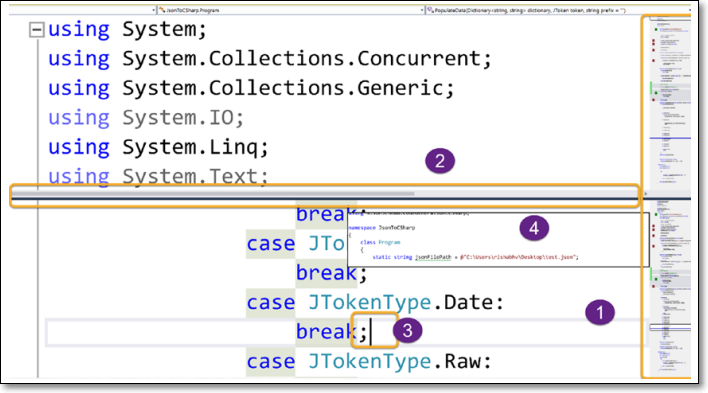 JsonToCSharp.Program
PopulateData(Dictionary<string, string> dictionary, JToken token, string prefix = "")
using System;
using System.Collections.Concurrent;
using System.Collections.Generic;
using System.IO;
using System.Linq;
2
using System.Text;
break;
4
namespace JsonToCSharp
{
case JTo
class Program
{
static string jsonFilePath = @"C:\Users\rishabhv\Desktop\test.json";
break;
case JTokenType.Date:
1
break;
3
case JTokenType.Raw: